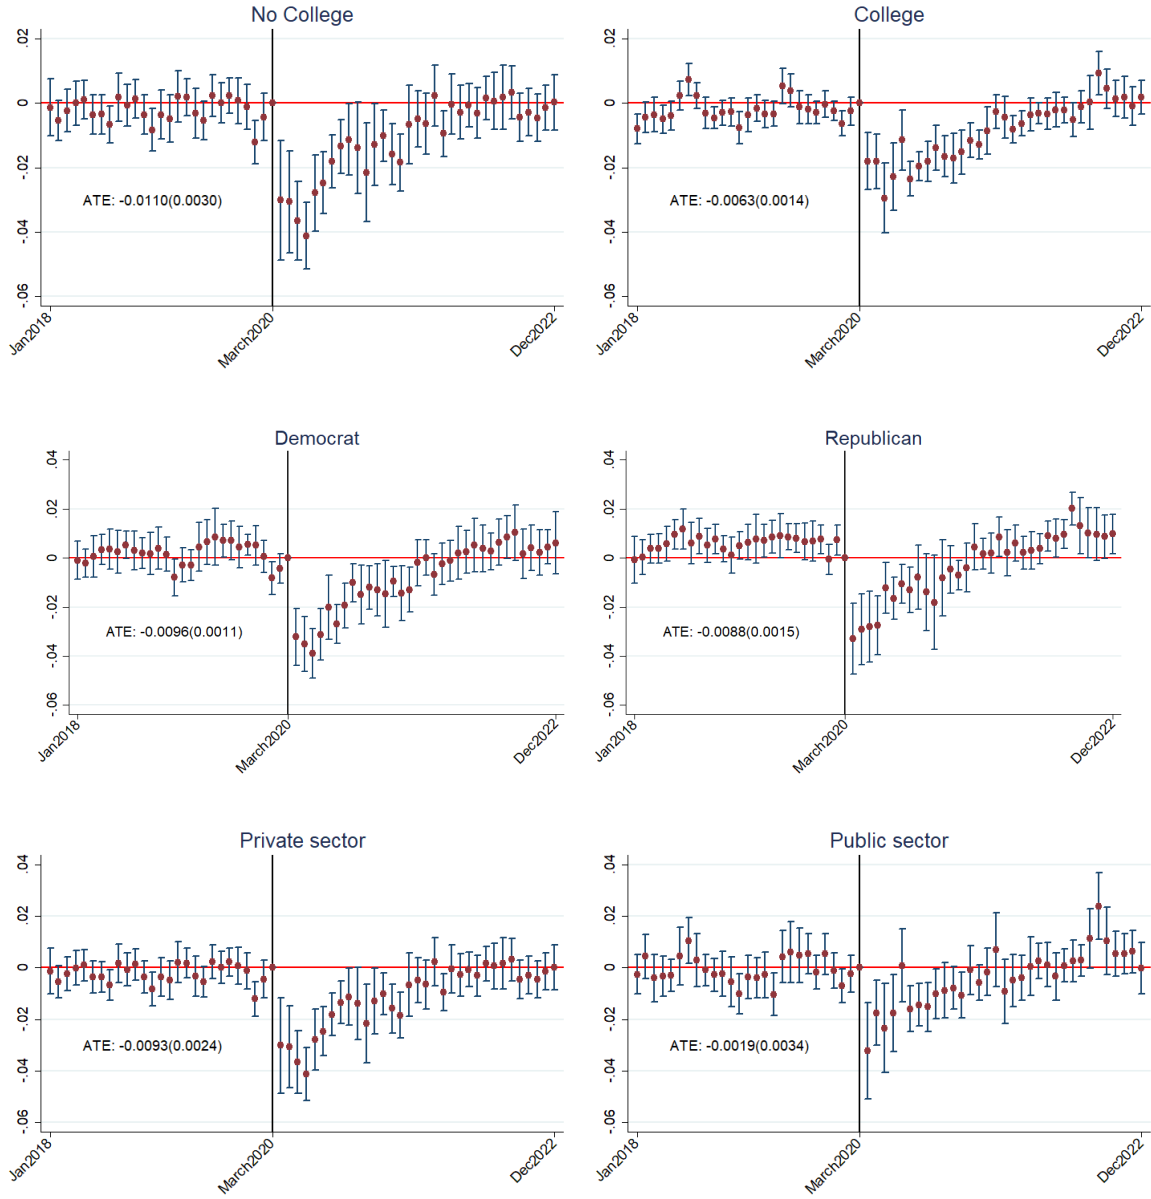 No College
.02
0
-.02
-.04
-.06
ATE: -0.0110(0.0030)
Jan2018
March2020
Dec2022
College
.02
0
-.02
-.04
-.06
ATE: -0.0063(0.0014)
Jan2018
March2020
Dec2022
Democrat
.04
.02
0
-.02
-.04
-.06
ATE: -0.0096(0.0011)
Jan2018
March2020
Dec2022
Republican
.04
.02
0
-.02
-.04
-.06
ATE: -0.0088(0.0015)
Jan2018
March2020
Dec2022
Private sector
.04
.02
0
-.02
-.04
-.06
ATE: -0.0093(0.0024)
Jan2018
March2020
Dec2022
Public sector
.04
.02
0
-.02
-.04
-.06
ATE: -0.0019(0.0034)
Jan2018
March2020
Dec2022